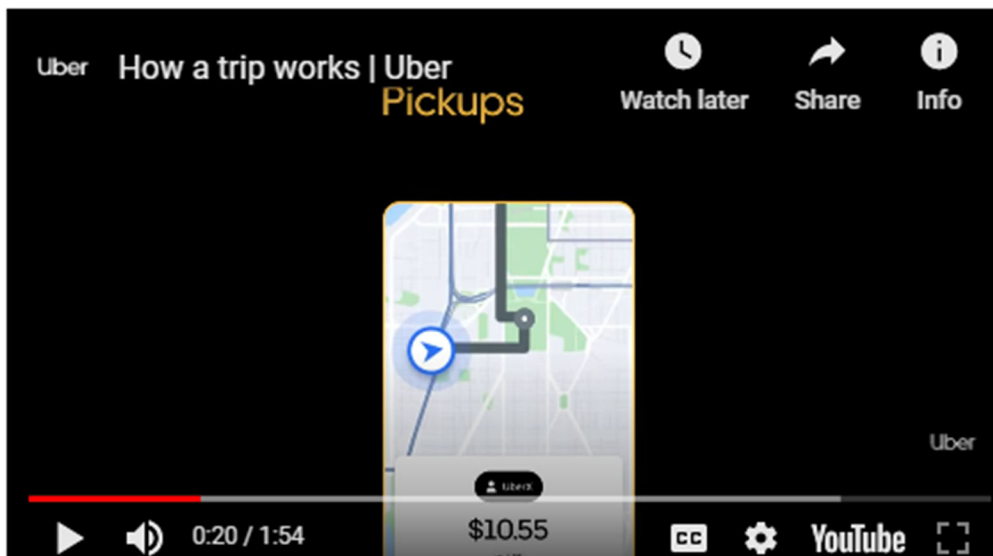 Uber How a trip works | Uber
Watch later Share Info
Pickups
Uber
UberX
$10.55
0:20 / 1:54 CC YouTube